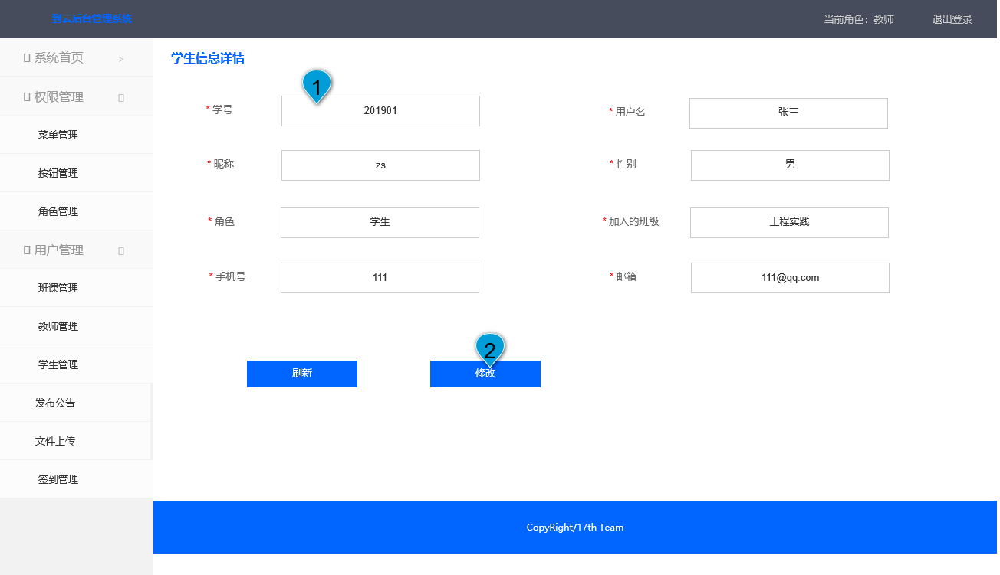 到云后台管理系统
当前角色：教师 退出登录
系统首页 >
权限管理
菜单管理
按钮管理
角色管理
用户管理
班课管理
教师管理
学生管理
发布公告
文件上传
签到管理
学生信息详情
1
* 学号 201901
* 用户名 张三
* 昵称 zs
* 性别 男
* 角色 学生
* 加入的班级 工程实践
* 手机号 111
* 邮箱 111@qq.com
2
刷新 修改
CopyRight/17th Team